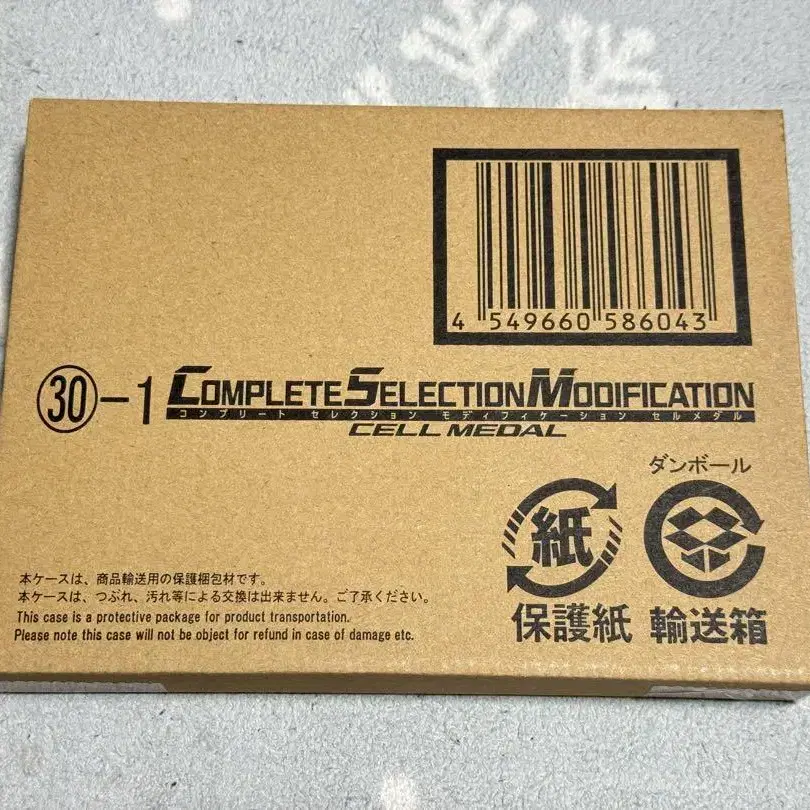 4 549660 586043
㉚-1 COMPLETE SELECTION MODIFICATION
コンプリート セレクション モディフィケーション セルメダル
CELL MEDAL
ダンボール
紙
保護紙 輸送箱
本ケースは、商品輸送用の保護梱包材です。
本ケースは、つぶれ、汚れ等による交換は出来ません。ご了承ください。
This case is a protective package for product transportation.
Please note this case will not be object for refund in case of damage etc.